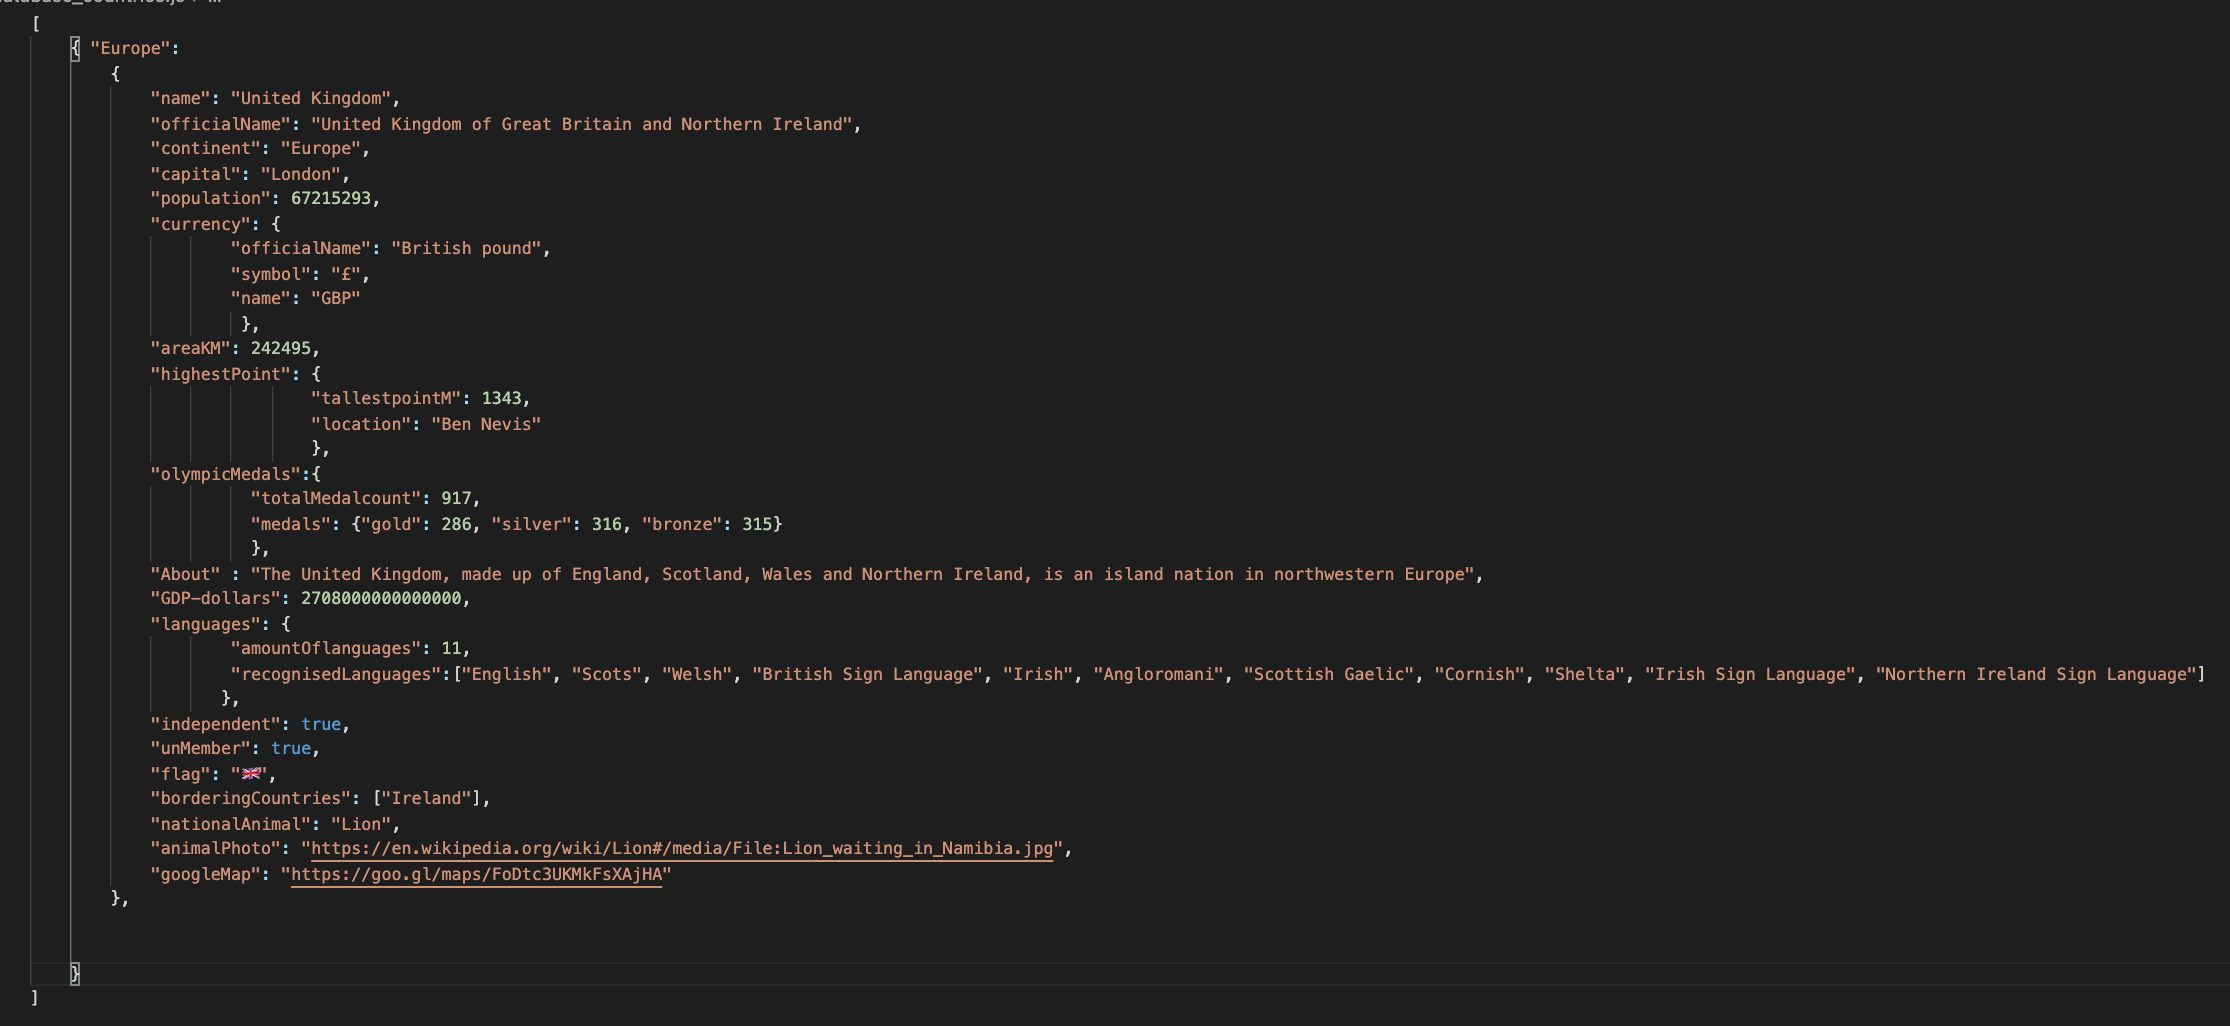 [
{ "Europe":
{
"name": "United Kingdom",
"officialName": "United Kingdom of Great Britain and Northern Ireland",
"continent": "Europe",
"capital": "London",
"population": 67215293,
"currency": {
"officialName": "British pound",
"symbol": "£",
"name": "GBP"
},
"areaKM": 242495,
"highestPoint": {
"tallestpointM": 1343,
"location": "Ben Nevis"
},
"olympicMedals":{
"totalMedalcount": 917,
"medals": {"gold": 286, "silver": 316, "bronze": 315}
},
"About" : "The United Kingdom, made up of England, Scotland, Wales and Northern Ireland, is an island nation in northwestern Europe",
"GDP-dollars": 2708000000000000,
"languages": {
"amountOflanguages": 11,
"recognisedLanguages":["English", "Scots", "Welsh", "British Sign Language", "Irish", "Angloromani", "Scottish Gaelic", "Cornish", "Shelta", "Irish Sign Language", "Northern Ireland Sign Language"]
},
"independent": true,
"unMember": true,
"flag": "🇬🇧",
"borderingCountries": ["Ireland"],
"nationalAnimal": "Lion",
"animalPhoto": "https://en.wikipedia.org/wiki/Lion#/media/File:Lion_waiting_in_Namibia.jpg",
"googleMap": "https://goo.gl/maps/FoDtc3UKMkFsXAjHA"
},
}
]